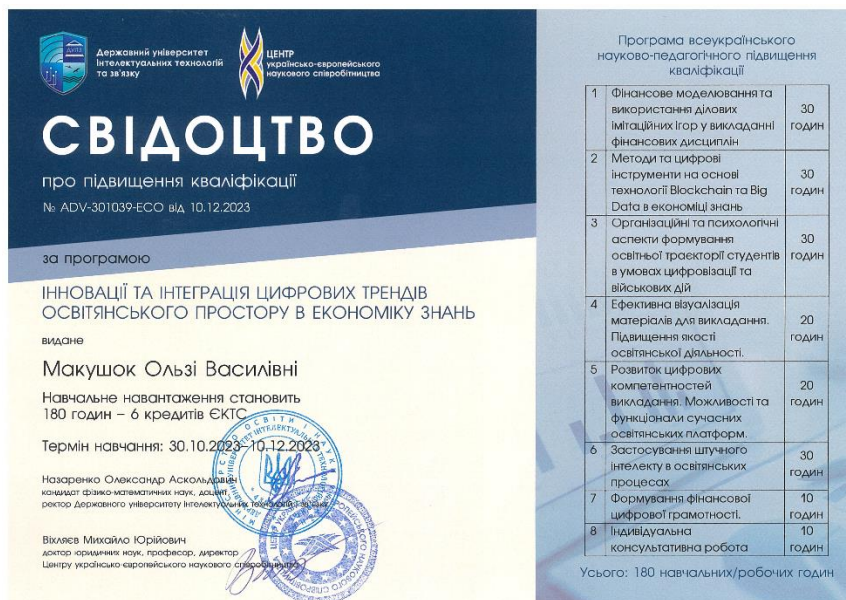 Державний університет
Інтелектуальних технологій
та зв'язку
ЦЕНТР
українсько-європейського
наукового співробітництва
СВІДОЦТВО
про підвищення кваліфікації
№ ADV-301039-ECO від 10.12.2023
за програмою
ІННОВАЦІЇ ТА ІНТЕГРАЦІЯ ЦИФРОВИХ ТРЕНДІВ
ОСВІТЯНСЬКОГО ПРОСТОРУ В ЕКОНОМІКУ ЗНАНЬ
видане
Макушок Ользі Василівні
Навчальне навантаження становить
180 годин – 6 кредитів ЄКТС
Термін навчання: 30.10.2023–10.12.2023
Назаренко Олександр Аскольдович
кандидат фізико-математичних наук, доцент
ректор Державного університету інтелектуальних технологій і зв'язку
Віхляєв Михайло Юрійович
доктор юридичних наук, професор, директор
Центру українсько-європейського наукового співробітництва
Програма всеукраїнського
науково-педагогічного підвищення
кваліфікації
1 Фінансове моделювання та
використання ділових
імітаційних ігор у викладанні
фінансових дисциплін
30
годин
2 Методи та цифрові
інструменти на основі
технології Blockchain та Big
Data в економіці знань
30
годин
3 Організаційні та психологічні
аспекти формування
освітньої траєкторії студентів
в умовах цифровізації та
військових дій
30
годин
4 Ефективна візуалізація
матеріалів для викладання.
Підвищення якості
освітянської діяльності.
20
годин
5 Розвиток цифрових
компетентностей
викладання. Можливості та
функціонали сучасних
освітянських платформ.
20
годин
6 Застосування штучного
інтелекту в освітянських
процесах
30
годин
7 Формування фінансової
цифрової грамотності.
10
годин
8 Індивідуальна
консультативна робота
10
годин
Усього: 180 навчальних/робочих годин